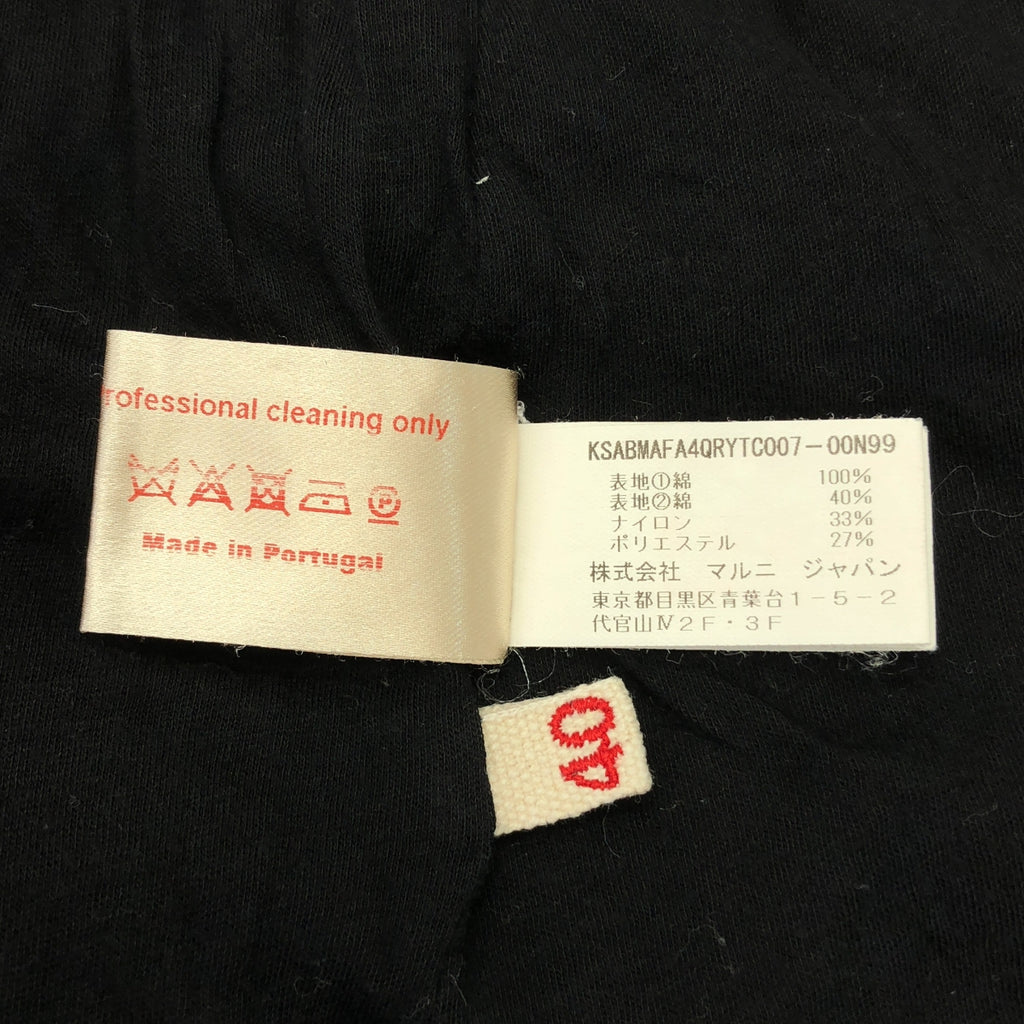 rofessional cleaning only
P
Made in Portugal
KSABMAFA4QRYTC007-00N99
表地①綿 100%
表地②綿 40%
ナイロン 33%
ポリエステル 27%
株式会社 マルニ ジャパン
東京都目黒区青葉台1-5-2
代官山Ⅳ2F・3F
40